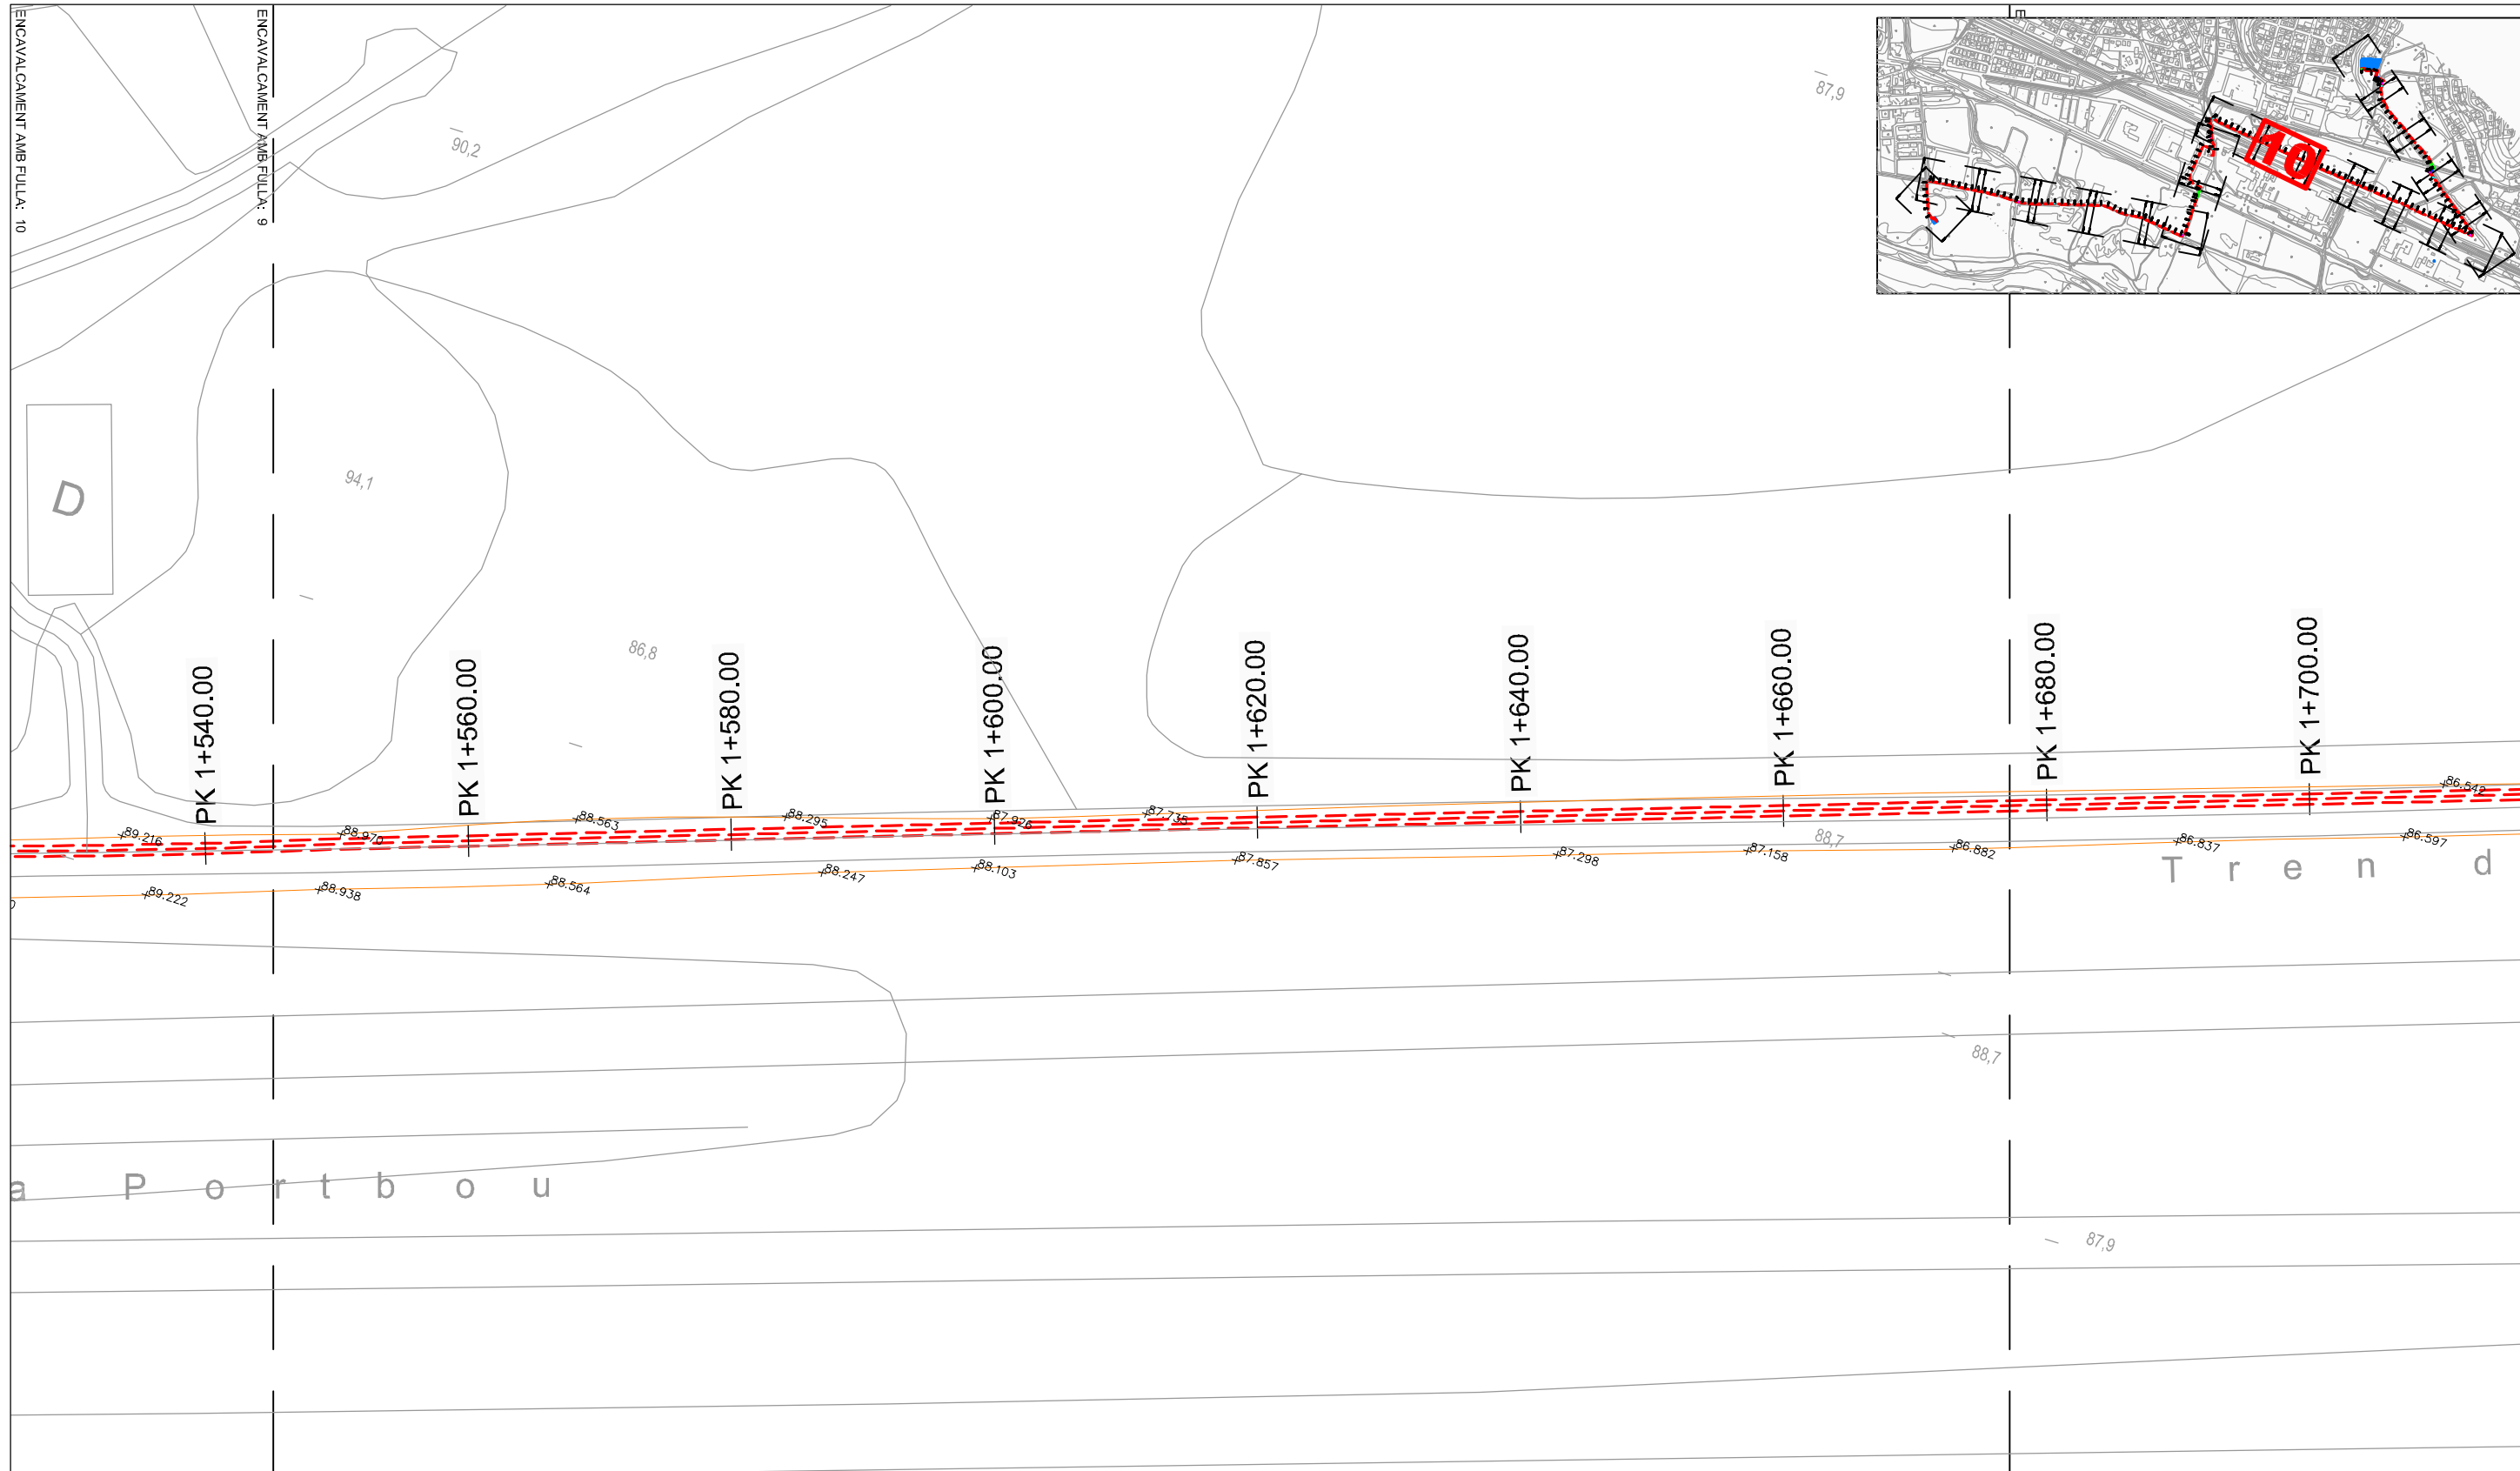 ENCAVALCAMENT AMB FULLA: 10
ENCAVALCAMENT AMB FULLA: 9
10
87,9
90,2
94,1
D
86,8
PK 1+540.00
PK 1+560.00
PK 1+580.00
PK 1+600.00
PK 1+620.00
PK 1+640.00
PK 1+660.00
PK 1+680.00
PK 1+700.00
89.216
88.970
88.563
88.295
87.926
87.735
86.542
88,7
89.222
88.938
88.564
88.247
88.103
87.857
87.298
87.158
86.882
86.837
86.597
T r e n d
88,7
a P o r t b o u
87,9